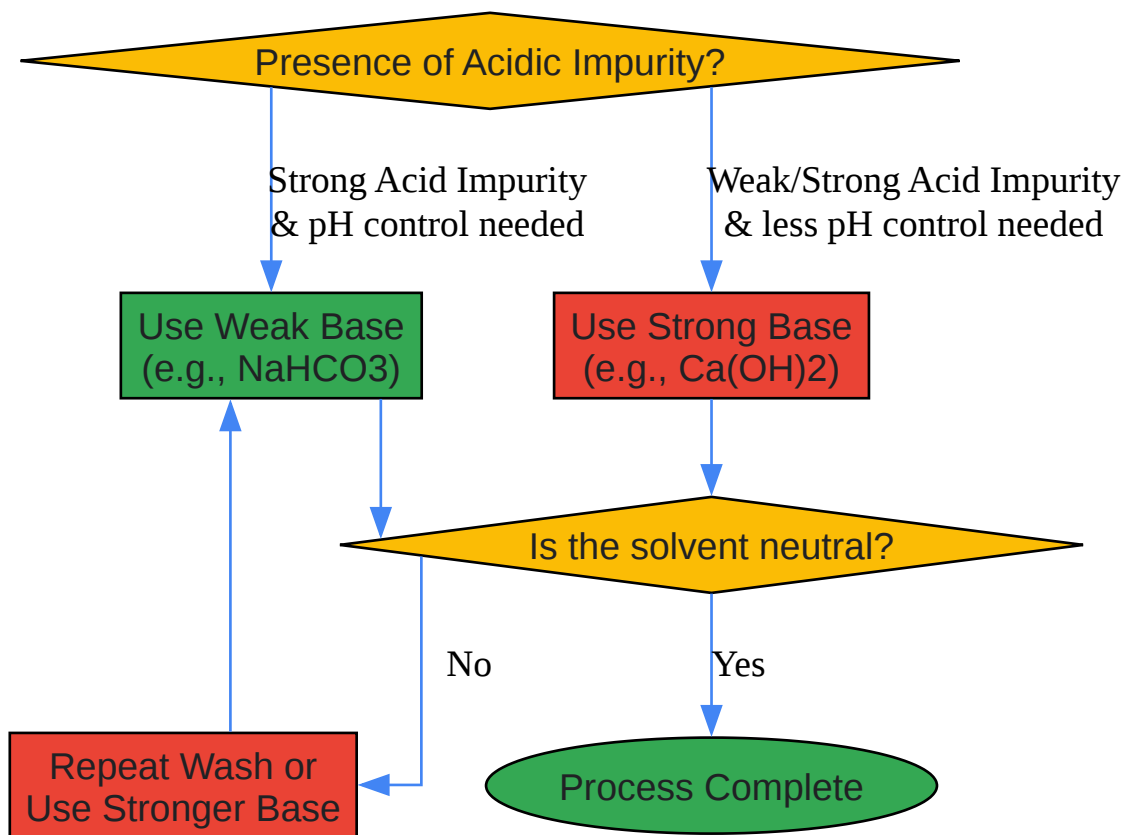 Presence of Acidic Impurity?
Strong Acid Impurity
& pH control needed
Weak/Strong Acid Impurity
& less pH control needed
Use Weak Base
(e.g., NaHCO3)
Use Strong Base
(e.g., Ca(OH)2)
Is the solvent neutral?
No
Yes
Repeat Wash or
Use Stronger Base
Process Complete